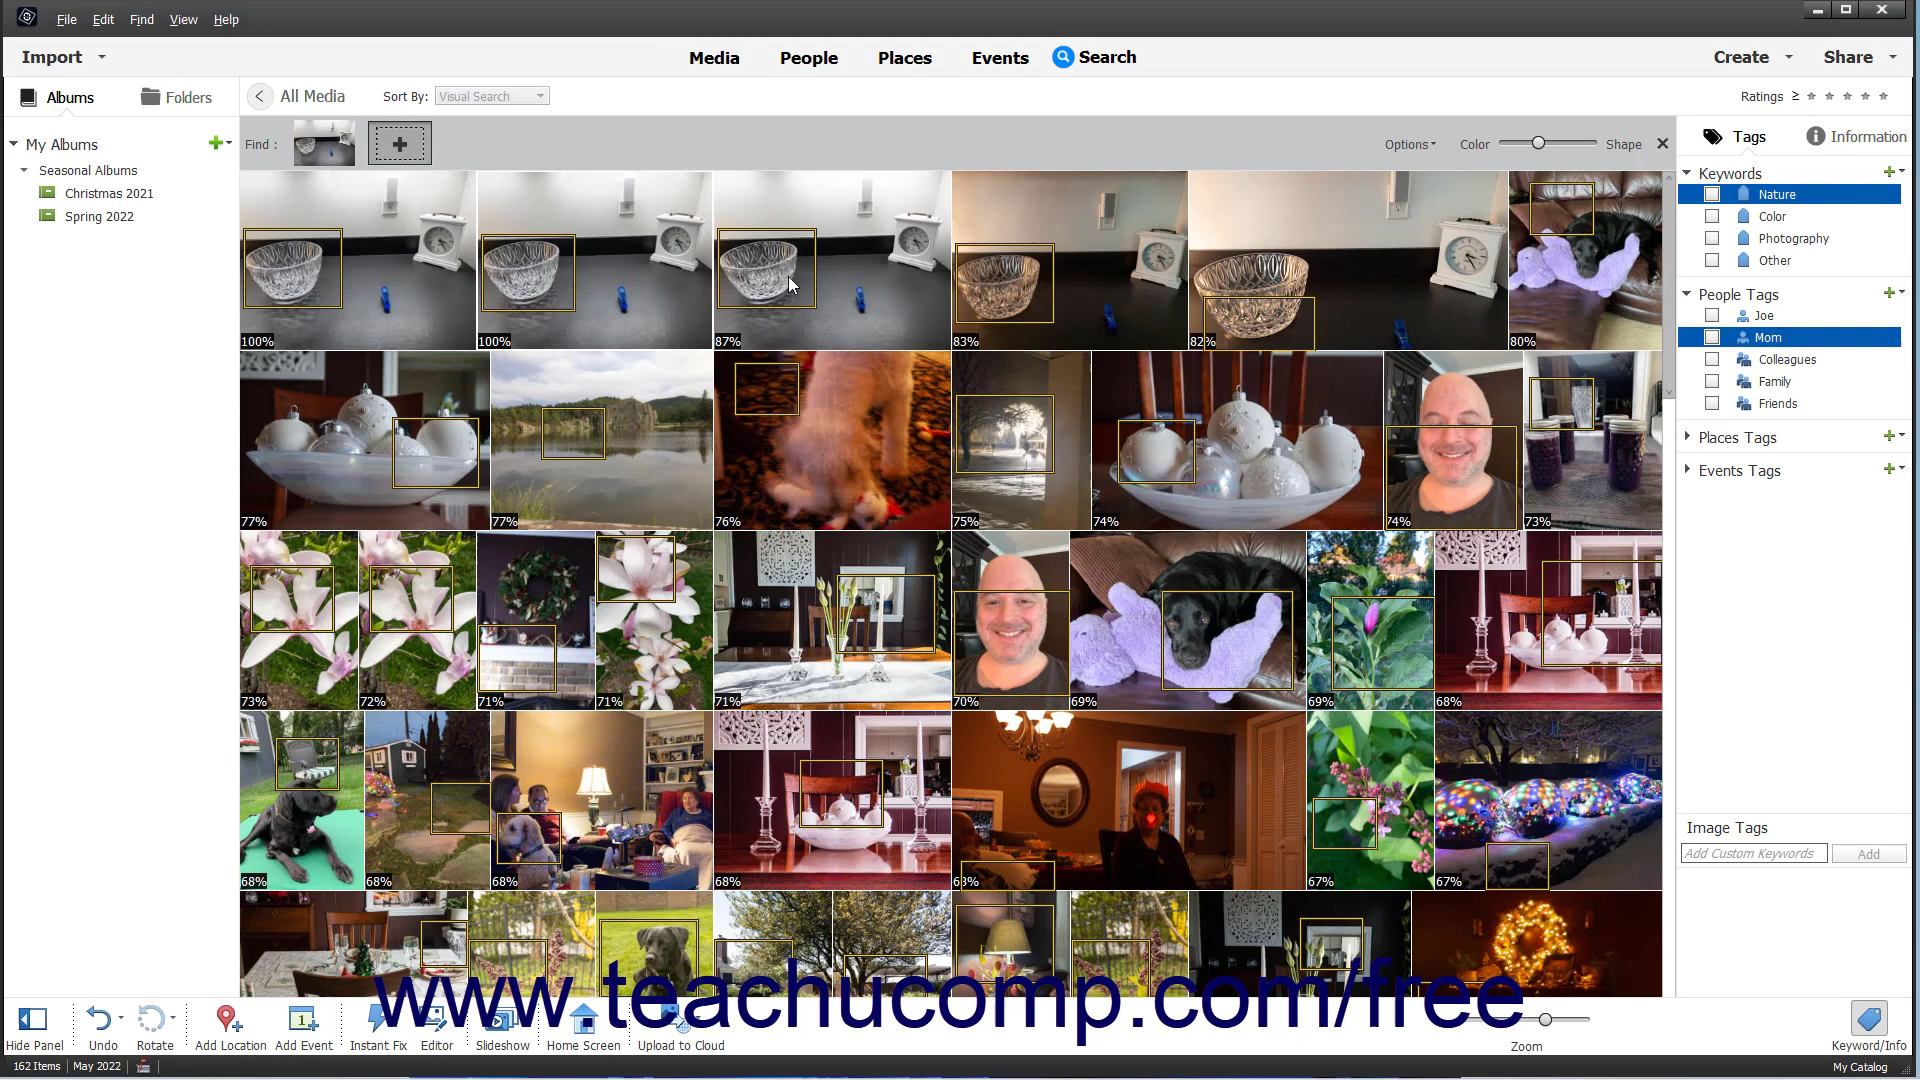 File Edit Find View Help
Import Media People Places Events Search Create Share
Albums Folders All Media Sort By: Visual Search Ratings ≥
My Albums
Seasonal Albums
Christmas 2021
Spring 2022
Find : Options Color Shape
100% 100% 87% 83% 82% 80%
77% 77% 76% 75% 74% 74% 73%
73% 72% 71% 71% 71% 70% 69% 69% 68%
68% 68% 68% 68% 67% 67%
Tags Information
Keywords
Nature
Color
Photography
Other
People Tags
Joe
Mom
Colleagues
Family
Friends
Places Tags
Events Tags
Image Tags
Add Custom Keywords Add
www.teachucomp.com/free
Hide Panel Undo Rotate Add Location Add Event Instant Fix Editor Slideshow Home Screen Upload to Cloud Zoom Keyword/Info
162 Items May 2022 My Catalog